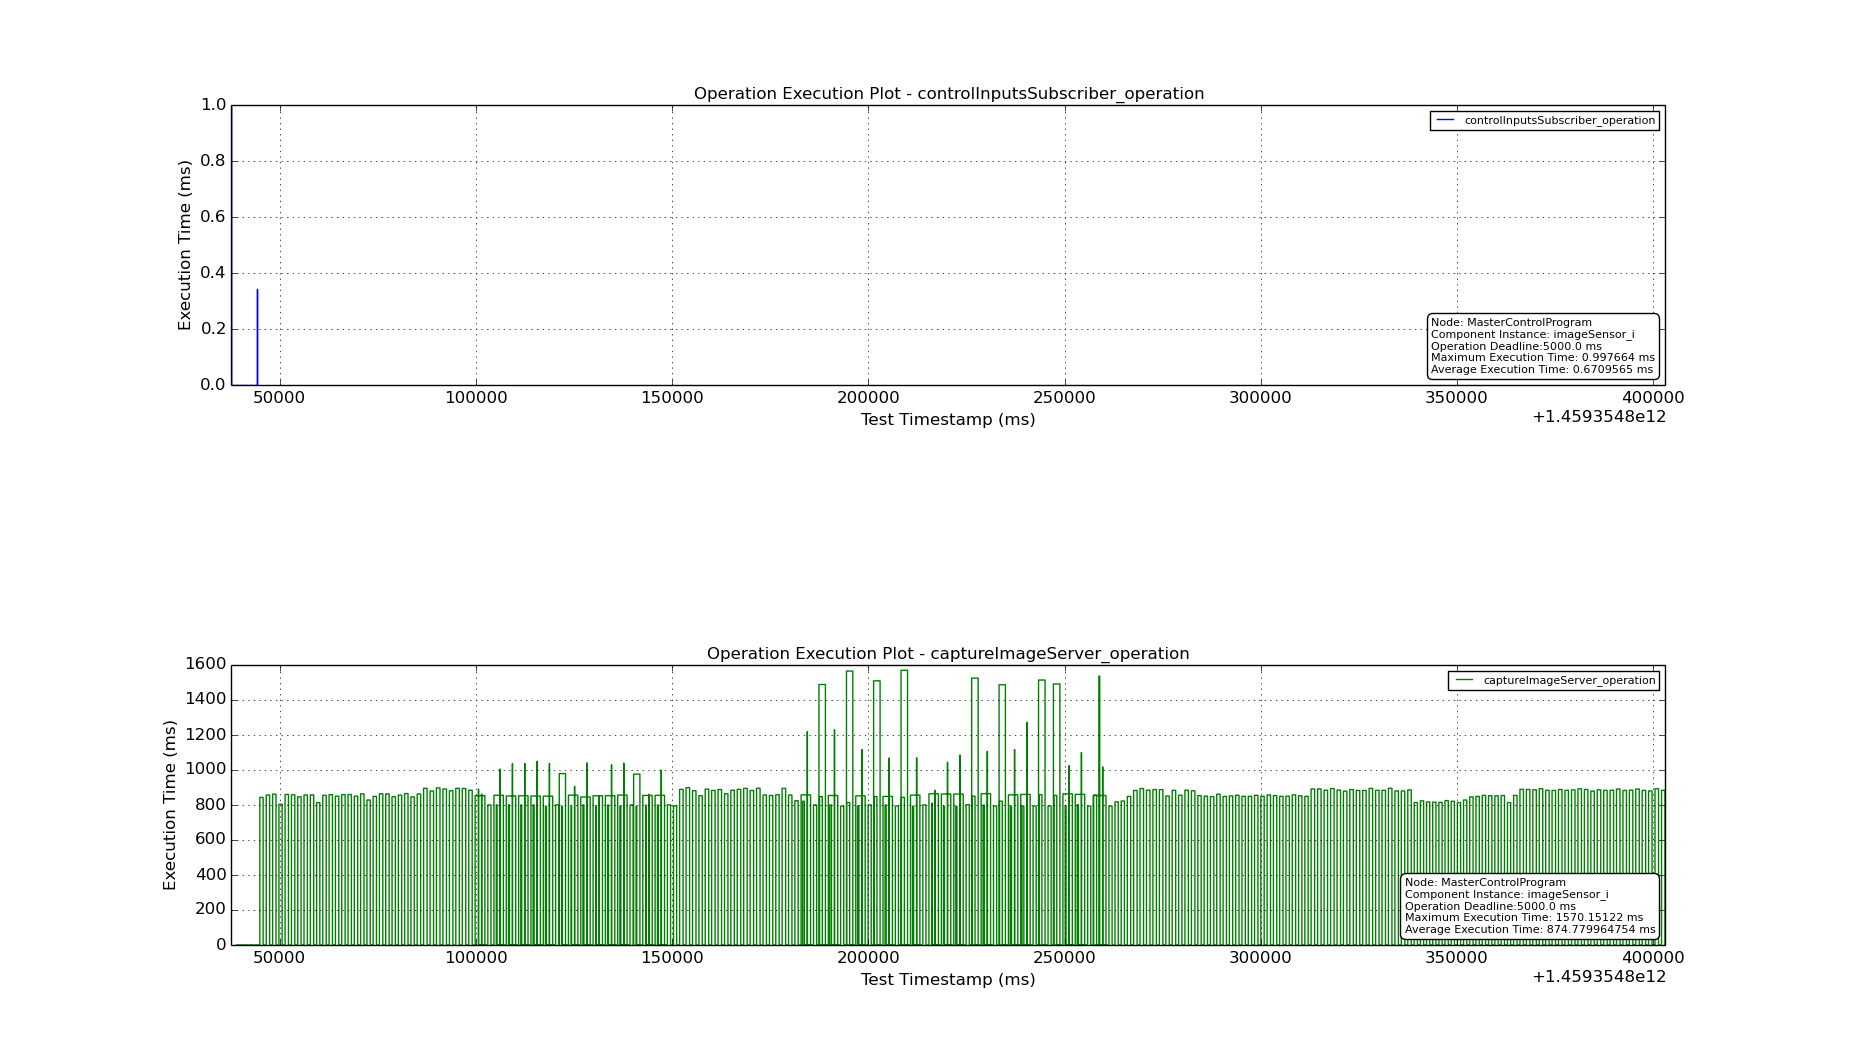 Operation Execution Plot - controlInputsSubscriber_operation
1.0
0.8
0.6
0.4
0.2
0.0
Execution Time (ms)
controlInputsSubscriber_operation
Node: MasterControlProgram
Component Instance: imageSensor_i
Operation Deadline:5000.0 ms
Maximum Execution Time: 0.997664 ms
Average Execution Time: 0.6709565 ms
50000 100000 150000 200000 250000 300000 350000 400000
Test Timestamp (ms)
+1.4593548e12
Operation Execution Plot - captureImageServer_operation
1600
1400
1200
1000
800
600
400
200
0
Execution Time (ms)
captureImageServer_operation
Node: MasterControlProgram
Component Instance: imageSensor_i
Operation Deadline:5000.0 ms
Maximum Execution Time: 1570.15122 ms
Average Execution Time: 874.779964754 ms
50000 100000 150000 200000 250000 300000 350000 400000
Test Timestamp (ms)
+1.4593548e12